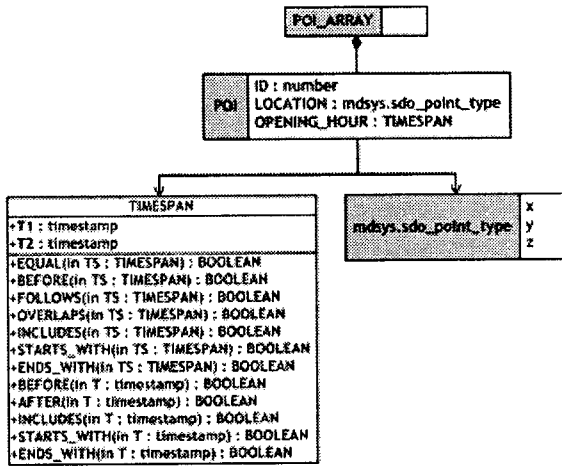 POI_ARRAY
POI
ID : number
LOCATION : mdsys.sdo_point_type
OPENING_HOUR : TIMESPAN
TIMESPAN
+T1 : timestamp
+T2 : timestamp
+EQUAL(in TS : TIMESPAN) : BOOLEAN
+BEFORE(in TS : TIMESPAN) : BOOLEAN
+FOLLOWS(in TS : TIMESPAN) : BOOLEAN
+OVERLAPS(in TS : TIMESPAN) : BOOLEAN
+INCLUDES(in TS : TIMESPAN) : BOOLEAN
+STARTS_WITH(in TS : TIMESPAN) : BOOLEAN
+ENDS_WITH(in TS : TIMESPAN) : BOOLEAN
+BEFORE(in T : timestamp) : BOOLEAN
+AFTER(in T : timestamp) : BOOLEAN
+INCLUDES(in T : timestamp) : BOOLEAN
+STARTS_WITH(in T : timestamp) : BOOLEAN
+ENDS_WITH(in T : timestamp) : BOOLEAN
mdsys.sdo_point_type
x
y
z